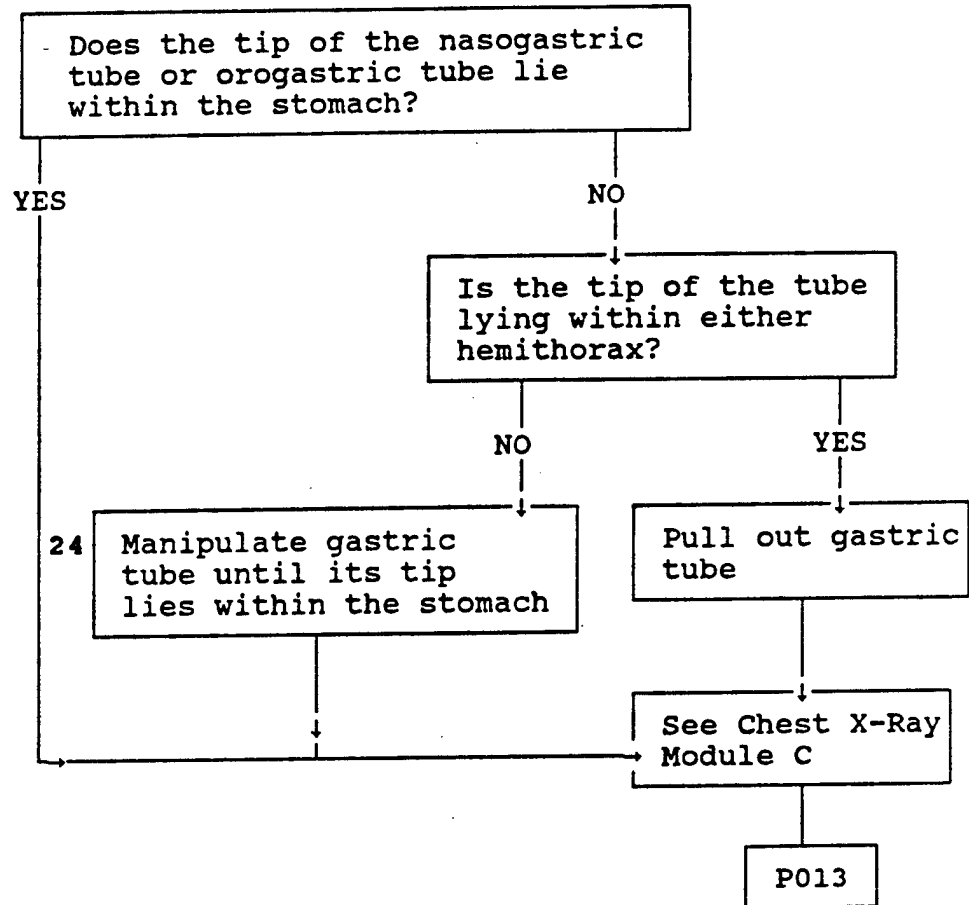 Does the tip of the nasogastric
tube or orogastric tube lie
within the stomach?
YES
NO
Is the tip of the tube
lying within either
hemithorax?
NO
YES
24
Manipulate gastric
tube until its tip
lies within the stomach
Pull out gastric
tube
See Chest X-Ray
Module C
P013